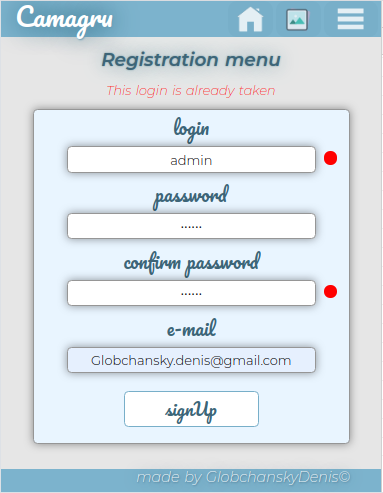 Camagru
Registration menu
This login is already taken
login
admin
password
······
confirm password
······
e-mail
Globchansky.denis@gmail.com
signUp
made by GlobchanskyDenis©